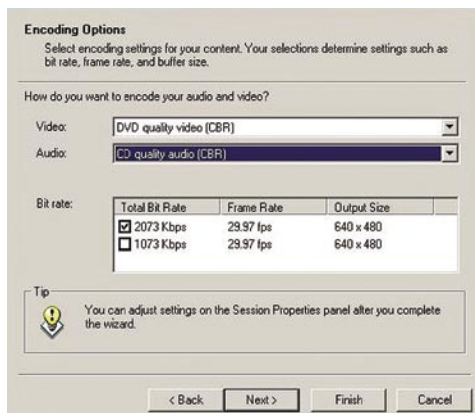 Encoding Options
Select encoding settings for your content. Your selections determine settings such as
bit rate, frame rate, and buffer size.
How do you want to encode your audio and video?
Video: DVD quality video (CBR)
Audio: CD quality audio (CBR)
Bit rate: Total Bit Rate Frame Rate Output Size
2073 Kbps 29.97 fps 640 x 480
1073 Kbps 29.97 fps 640 x 480
Tip
You can adjust settings on the Session Properties panel after you complete
the wizard.
< Back Next > Finish Cancel